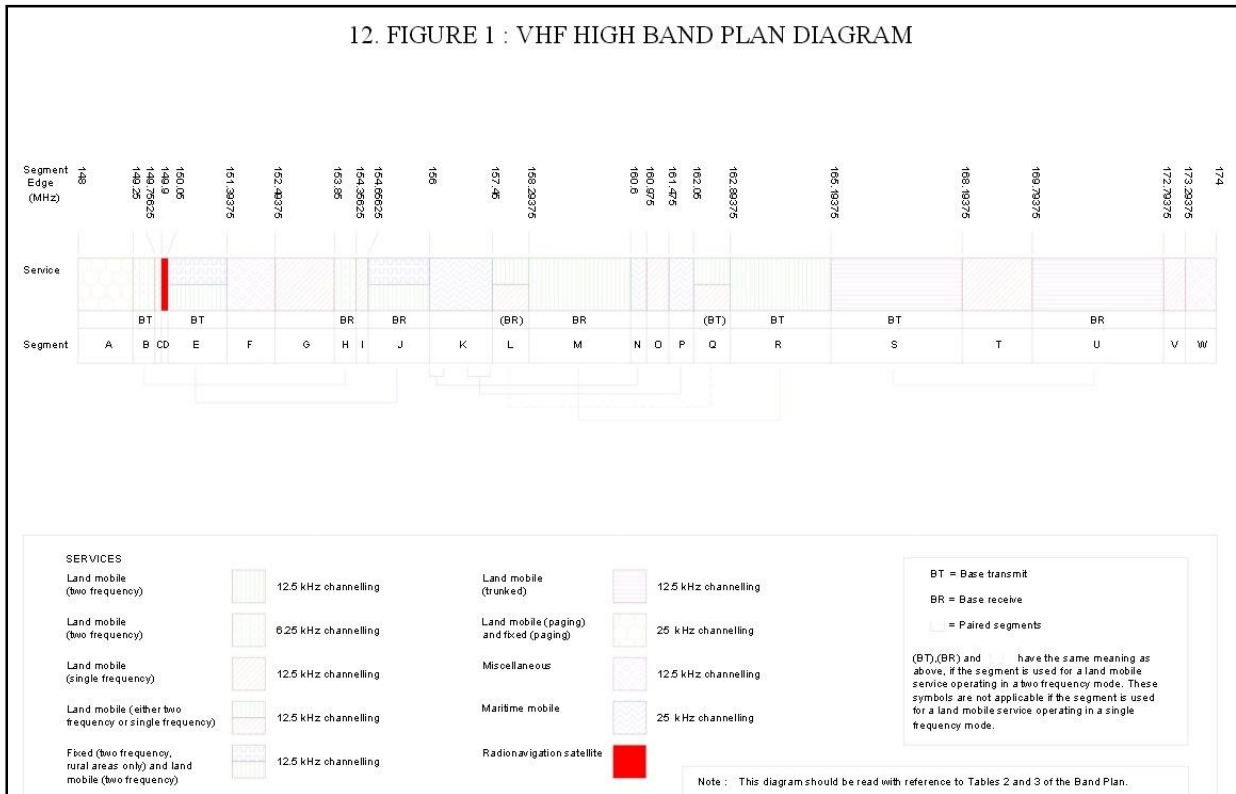 12. FIGURE 1 : VHF HIGH BAND PLAN DIAGRAM
Segment
Edge
(MHz)
148
149.25
149.75625
149.9
150.05
151.39375
152.49375
153.85
154.35625
154.65625
156
157.45
158.29375
160.6
160.975
161.475
162.05
162.89375
165.19375
168.19375
169.79375
172.79375
173.29375
174
Service
BT BT BR BR (BR) BR (BT) BT BT BR
Segment A B C D E F G H I J K L M N O P Q R S T U V W
SERVICES
Land mobile
(two frequency)
12.5 kHz channelling
Land mobile
(two frequency)
6.25 kHz channelling
Land mobile
(single frequency)
12.5 kHz channelling
Land mobile (either two
frequency or single frequency)
12.5 kHz channelling
Fixed (two frequency,
rural areas only) and land
mobile (two frequency)
12.5 kHz channelling
Land mobile
(trunked)
12.5 kHz channelling
Land mobile (paging)
and fixed (paging)
25 kHz channelling
Miscellaneous
12.5 kHz channelling
Maritime mobile
25 kHz channelling
Radionavigation satellite
BT = Base transmit
BR = Base receive
= Paired segments
(BT),(BR) and have the same meaning as
above, if the segment is used for a land mobile
service operating in a two frequency mode. These
symbols are not applicable if the segment is used
for a land mobile service operating in a single
frequency mode.
Note : This diagram should be read with reference to Tables 2 and 3 of the Band Plan.